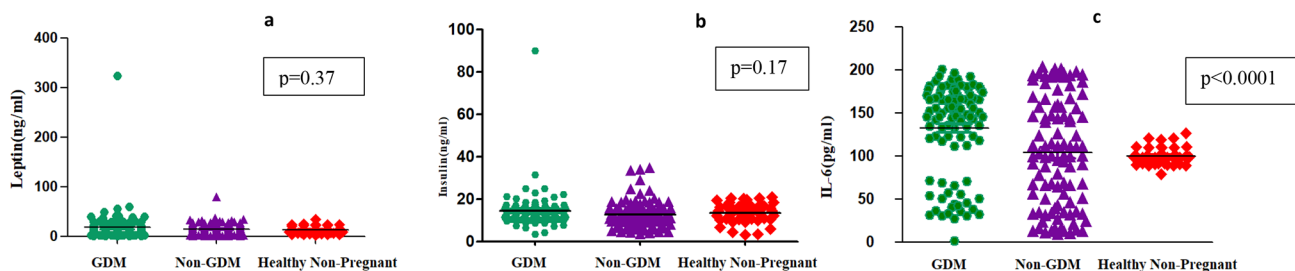 a
Leptin(ng/ml)
400
300
200
100
0
p=0.37
GDM Non-GDM Healthy Non-Pregnant
b
Insulin(ng/ml)
100
80
60
40
20
0
p=0.17
GDM Non-GDM Healthy Non-Pregnant
c
IL-6(pg/ml)
250
200
150
100
50
0
p<0.0001
GDM Non-GDM Healthy Non-Pregnant